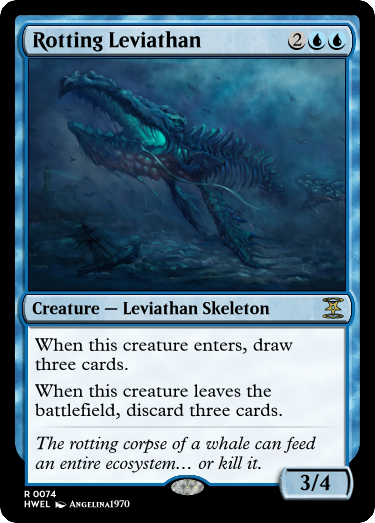 Rotting Leviathan 2
Creature — Leviathan Skeleton
When this creature enters, draw
three cards.
When this creature leaves the
battlefield, discard three cards.
The rotting corpse of a whale can feed
an entire ecosystem... or kill it.
3/4
R 0074
HWEL Angelina1970